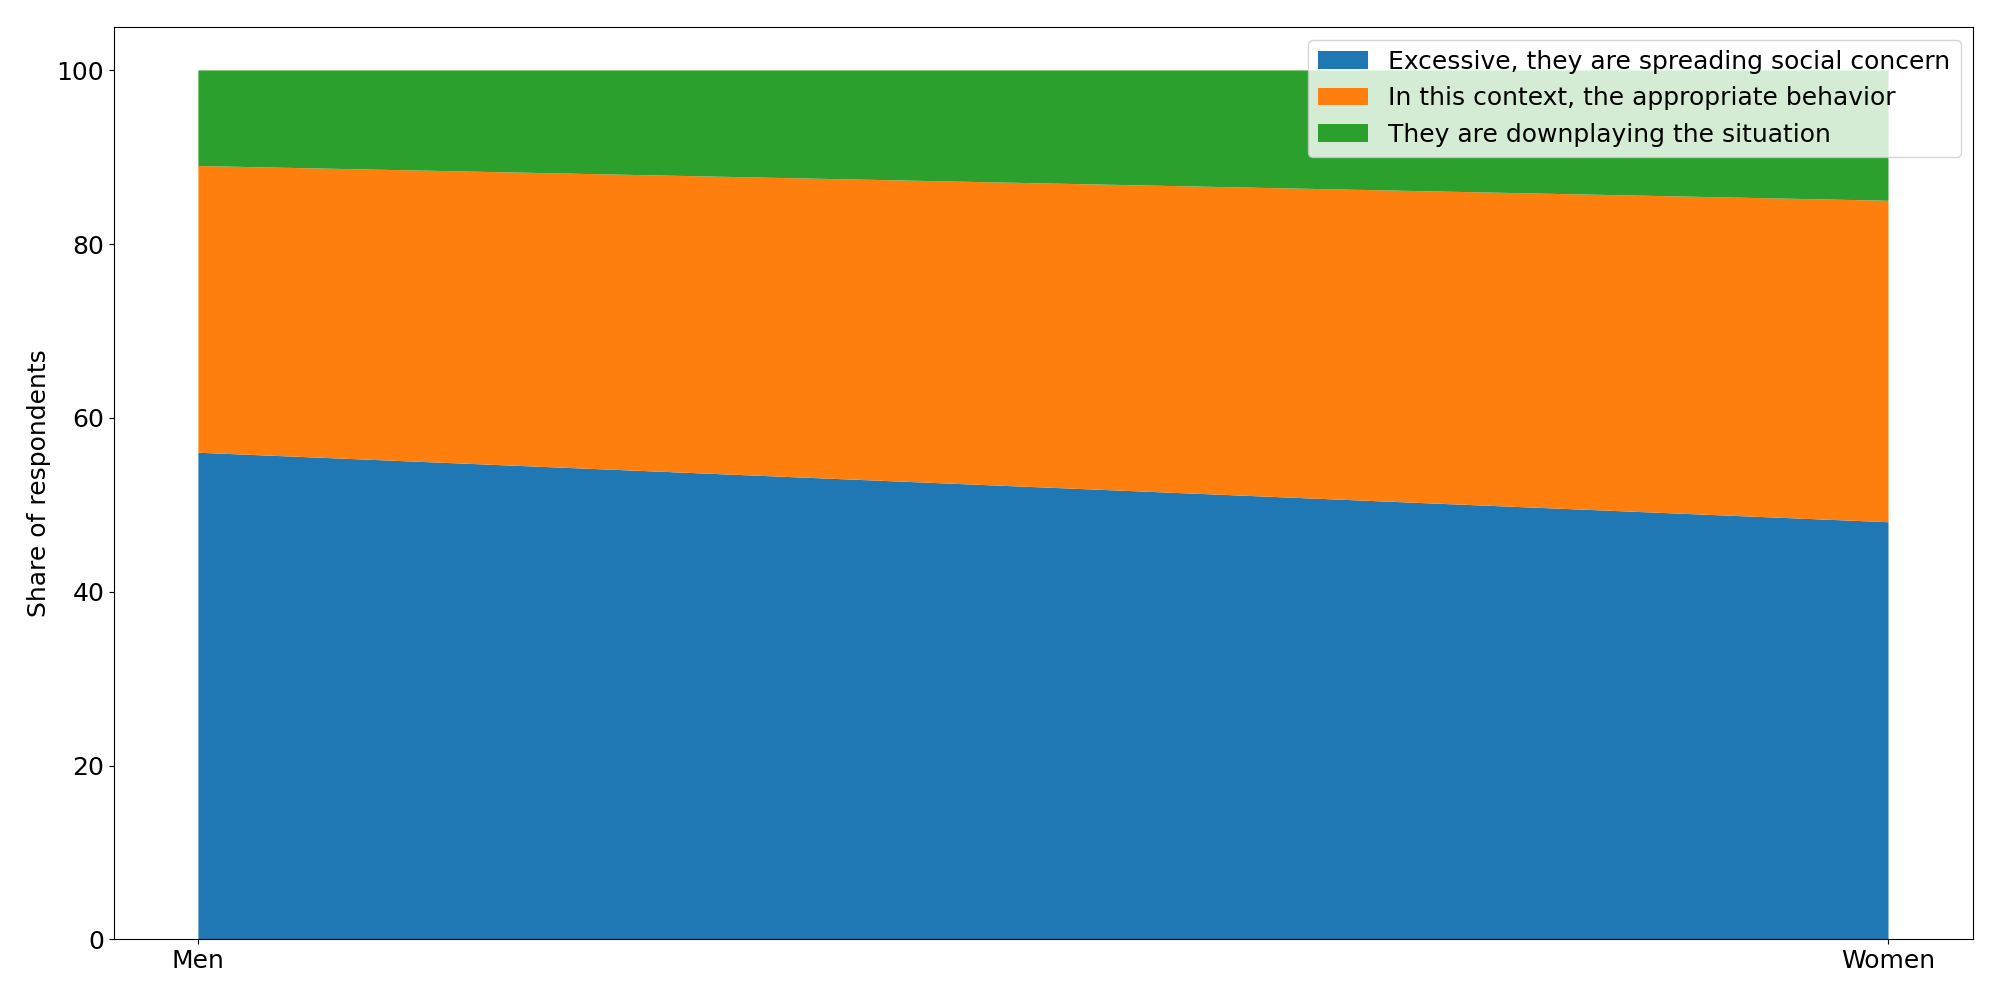 Excessive, they are spreading social concern
In this context, the appropriate behavior
They are downplaying the situation
Share of respondents
100
80
60
40
20
0
Men
Women